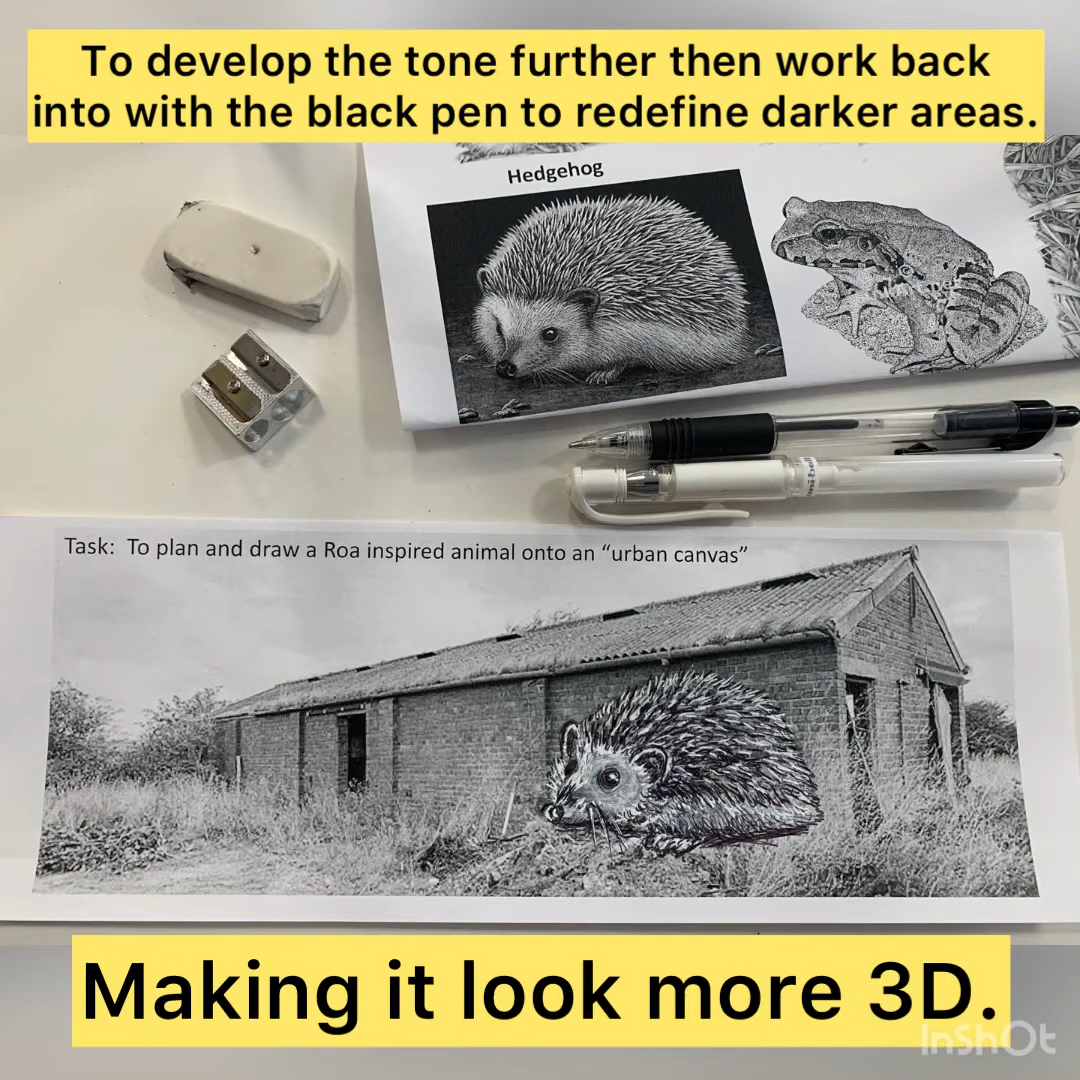 To develop the tone further then work back
into with the black pen to redefine darker areas.
Hedgehog
Task:  To plan and draw a Roa inspired animal onto an “urban canvas”
Making it look more 3D.
InShOt